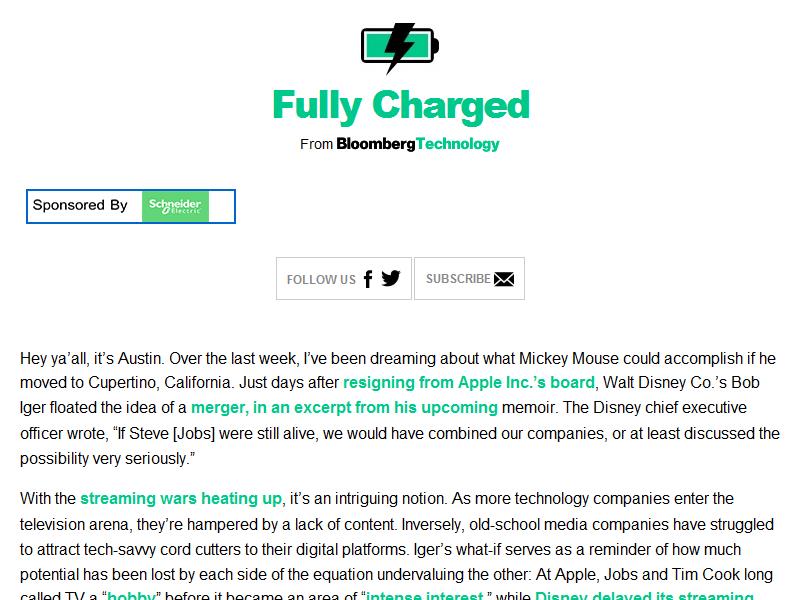 Fully Charged
From BloombergTechnology
Sponsored By Schneider Electric
FOLLOW US SUBSCRIBE
Hey ya’all, it’s Austin. Over the last week, I’ve been dreaming about what Mickey Mouse could accomplish if he
moved to Cupertino, California. Just days after resigning from Apple Inc.’s board, Walt Disney Co.’s Bob
Iger floated the idea of a merger, in an excerpt from his upcoming memoir. The Disney chief executive
officer wrote, “If Steve [Jobs] were still alive, we would have combined our companies, or at least discussed the
possibility very seriously.”
With the streaming wars heating up, it’s an intriguing notion. As more technology companies enter the
television arena, they’re hampered by a lack of content. Inversely, old-school media companies have struggled
to attract tech-savvy cord cutters to their digital platforms. Iger’s what-if serves as a reminder of how much
potential has been lost by each side of the equation undervaluing the other: At Apple, Jobs and Tim Cook long
called TV a “hobby” before it became an area of “intense interest,” while Disney delayed its streaming